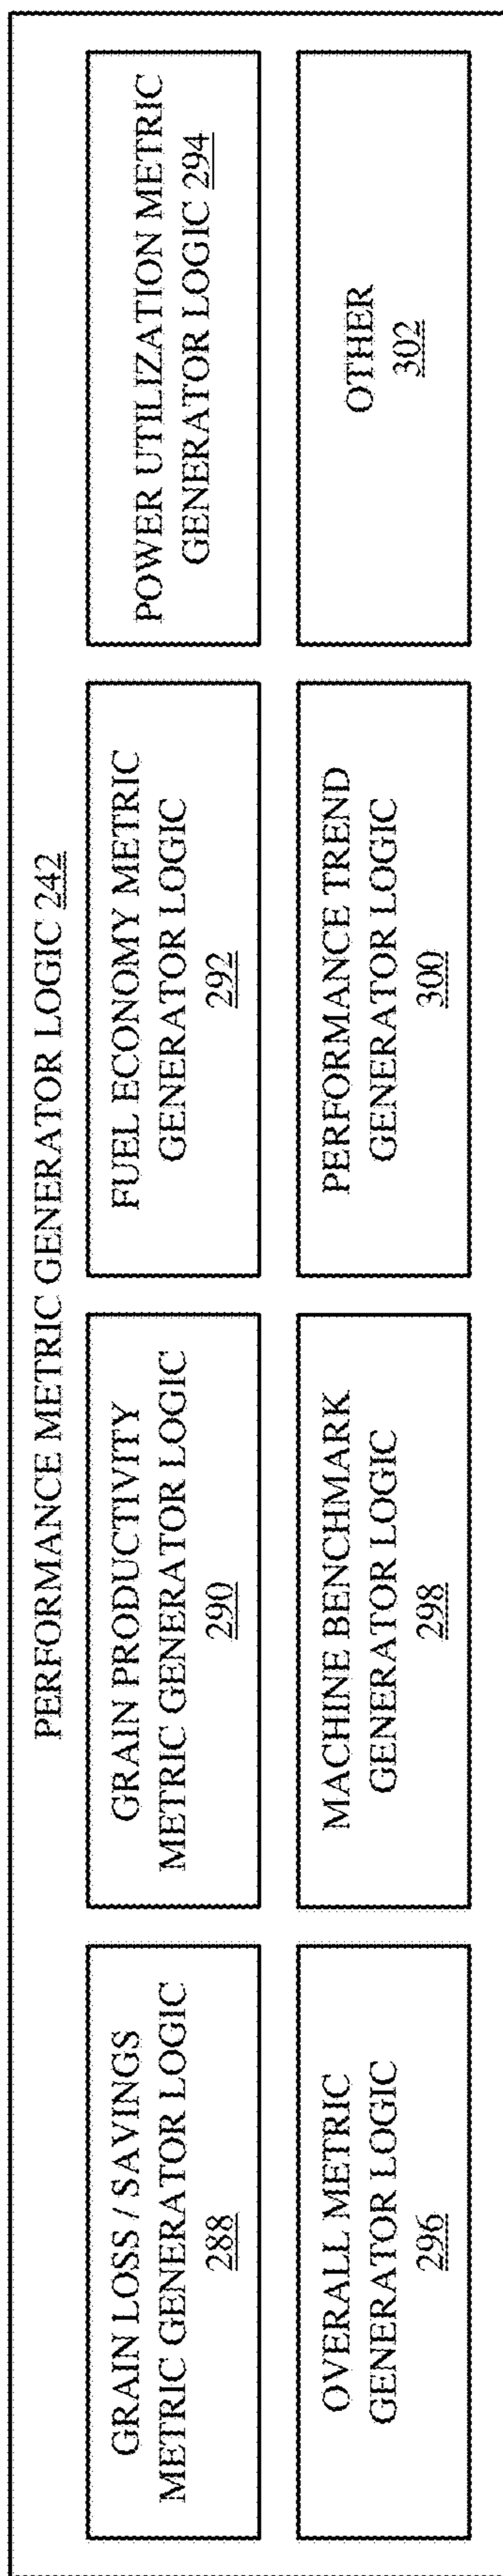 PERFORMANCE METRIC GENERATOR LOGIC 242
GRAIN LOSS / SAVINGS
METRIC GENERATOR LOGIC
288
GRAIN PRODUCTIVITY
METRIC GENERATOR LOGIC
290
FUEL ECONOMY METRIC
GENERATOR LOGIC
292
POWER UTILIZATION METRIC
GENERATOR LOGIC 294
OVERALL METRIC
GENERATOR LOGIC
296
MACHINE BENCHMARK
GENERATOR LOGIC
298
PERFORMANCE TREND
GENERATOR LOGIC
300
OTHER
302